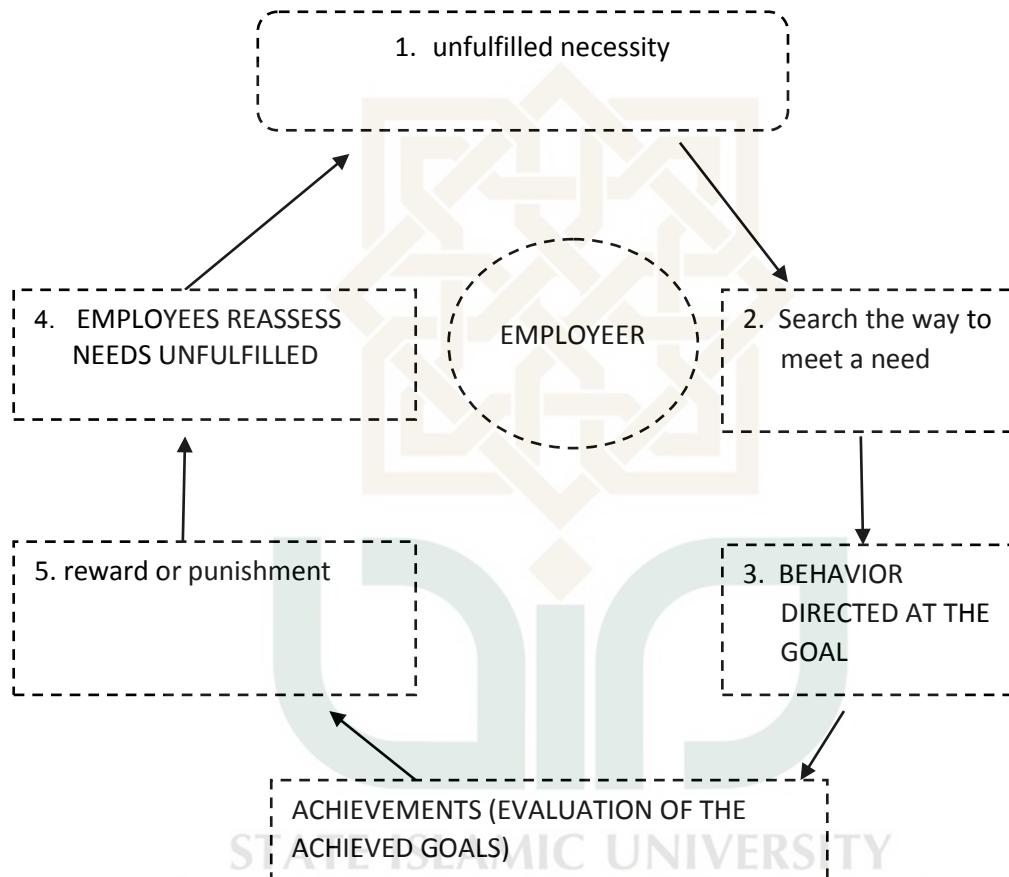 1. unfulfilled necessity
4. EMPLOYEES REASSESS
NEEDS UNFULFILLED
EMPLOYEER
2. Search the way to
meet a need
5. reward or punishment
3. BEHAVIOR
DIRECTED AT THE
GOAL
ACHIEVEMENTS (EVALUATION OF THE
ACHIEVED GOALS)
STATE ISLAMIC UNIVERSITY